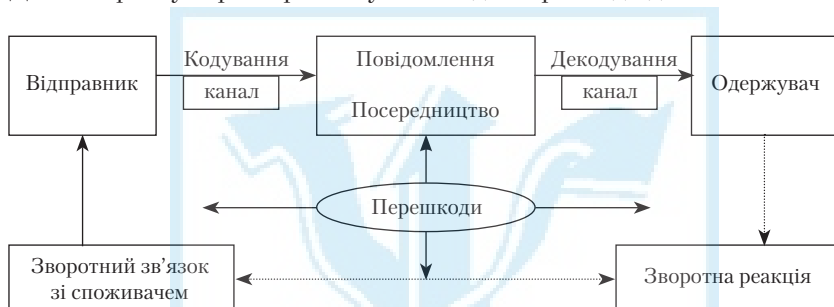 Відправник
Кодування
канал
Повідомлення
Посередництво
Декодування
канал
Одержувач
Перешкоди
Зворотний зв’язок
зі споживачем
Зворотна реакція